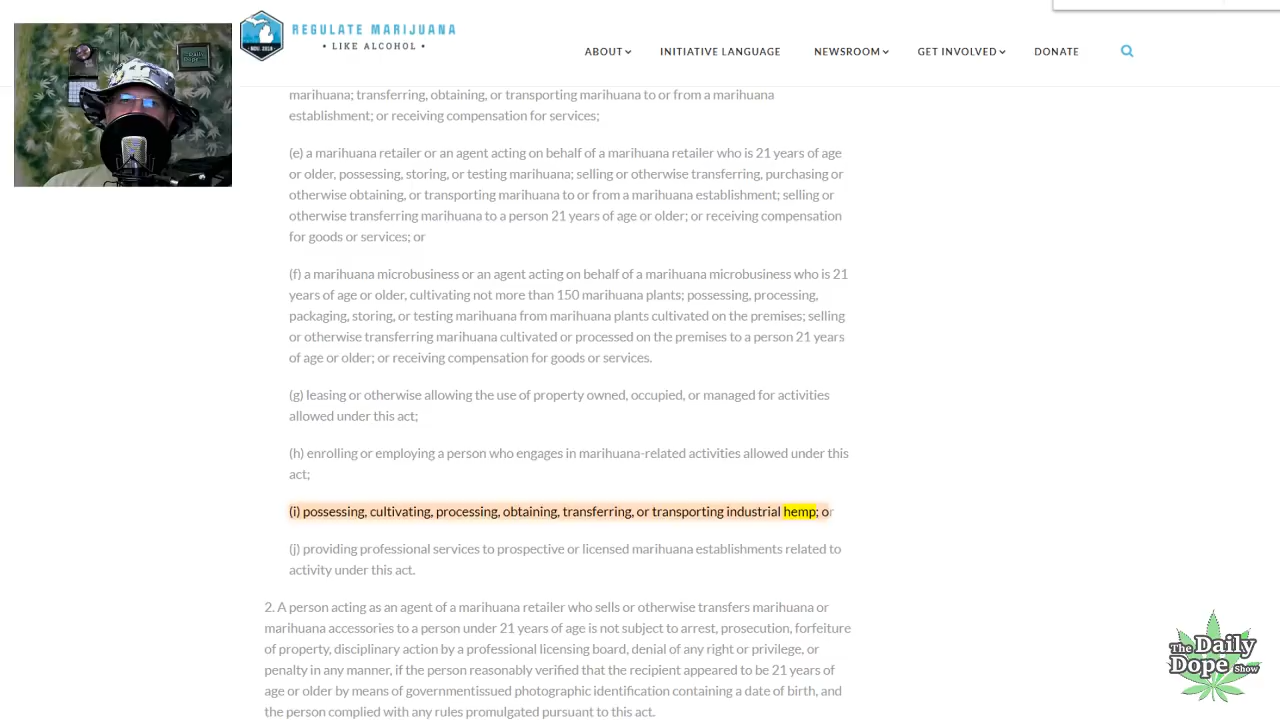 REGULATE MARIJUANA
• LIKE ALCOHOL •
NOV. 2018
ABOUT
INITIATIVE LANGUAGE
NEWSROOM
GET INVOLVED
DONATE
marihuana; transferring, obtaining, or transporting marihuana to or from a marihuana
establishment; or receiving compensation for services;
(e) a marihuana retailer or an agent acting on behalf of a marihuana retailer who is 21 years of age
or older, possessing, storing, or testing marihuana; selling or otherwise transferring, purchasing or
otherwise obtaining, or transporting marihuana to or from a marihuana establishment; selling or
otherwise transferring marihuana to a person 21 years of age or older; or receiving compensation
for goods or services; or
(f) a marihuana microbusiness or an agent acting on behalf of a marihuana microbusiness who is 21
years of age or older, cultivating not more than 150 marihuana plants; possessing, processing,
packaging, storing, or testing marihuana from marihuana plants cultivated on the premises; selling
or otherwise transferring marihuana cultivated or processed on the premises to a person 21 years
of age or older; or receiving compensation for goods or services.
(g) leasing or otherwise allowing the use of property owned, occupied, or managed for activities
allowed under this act;
(h) enrolling or employing a person who engages in marihuana-related activities allowed under this
act;
(i) possessing, cultivating, processing, obtaining, transferring, or transporting industrial hemp; or
(j) providing professional services to prospective or licensed marihuana establishments related to
activity under this act.
2. A person acting as an agent of a marihuana retailer who sells or otherwise transfers marihuana or
marihuana accessories to a person under 21 years of age is not subject to arrest, prosecution, forfeiture
of property, disciplinary action by a professional licensing board, denial of any right or privilege, or
penalty in any manner, if the person reasonably verified that the recipient appeared to be 21 years of
age or older by means of governmentissued photographic identification containing a date of birth, and
the person complied with any rules promulgated pursuant to this act.
The Daily
Dope Show